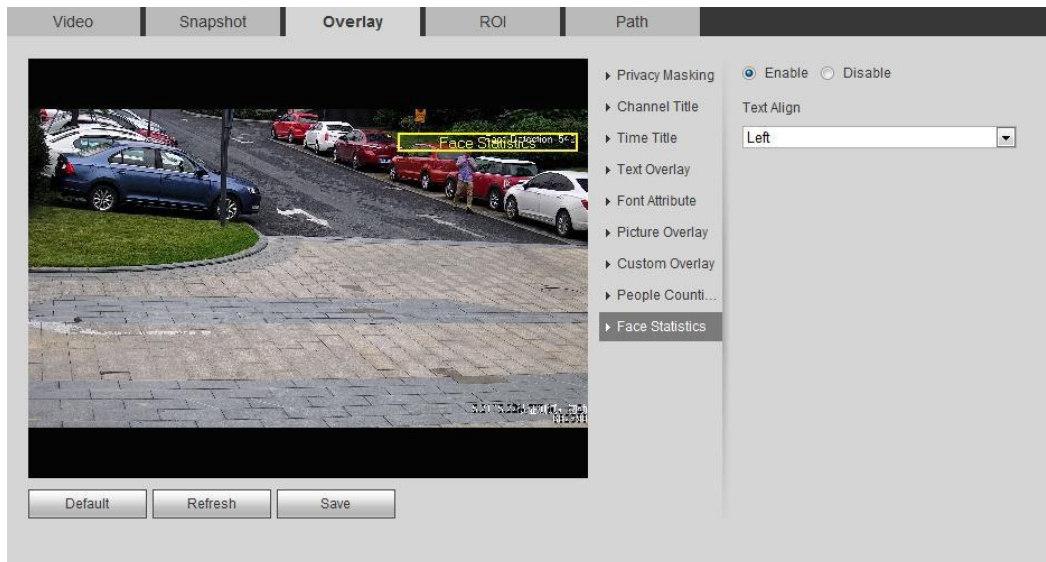 Video
Snapshot
Overlay
ROI
Path
Face Statistics
Privacy Masking
Channel Title
Time Title
Text Overlay
Font Attribute
Picture Overlay
Custom Overlay
People Counti...
Face Statistics
Enable
Disable
Text Align
Left
Default
Refresh
Save